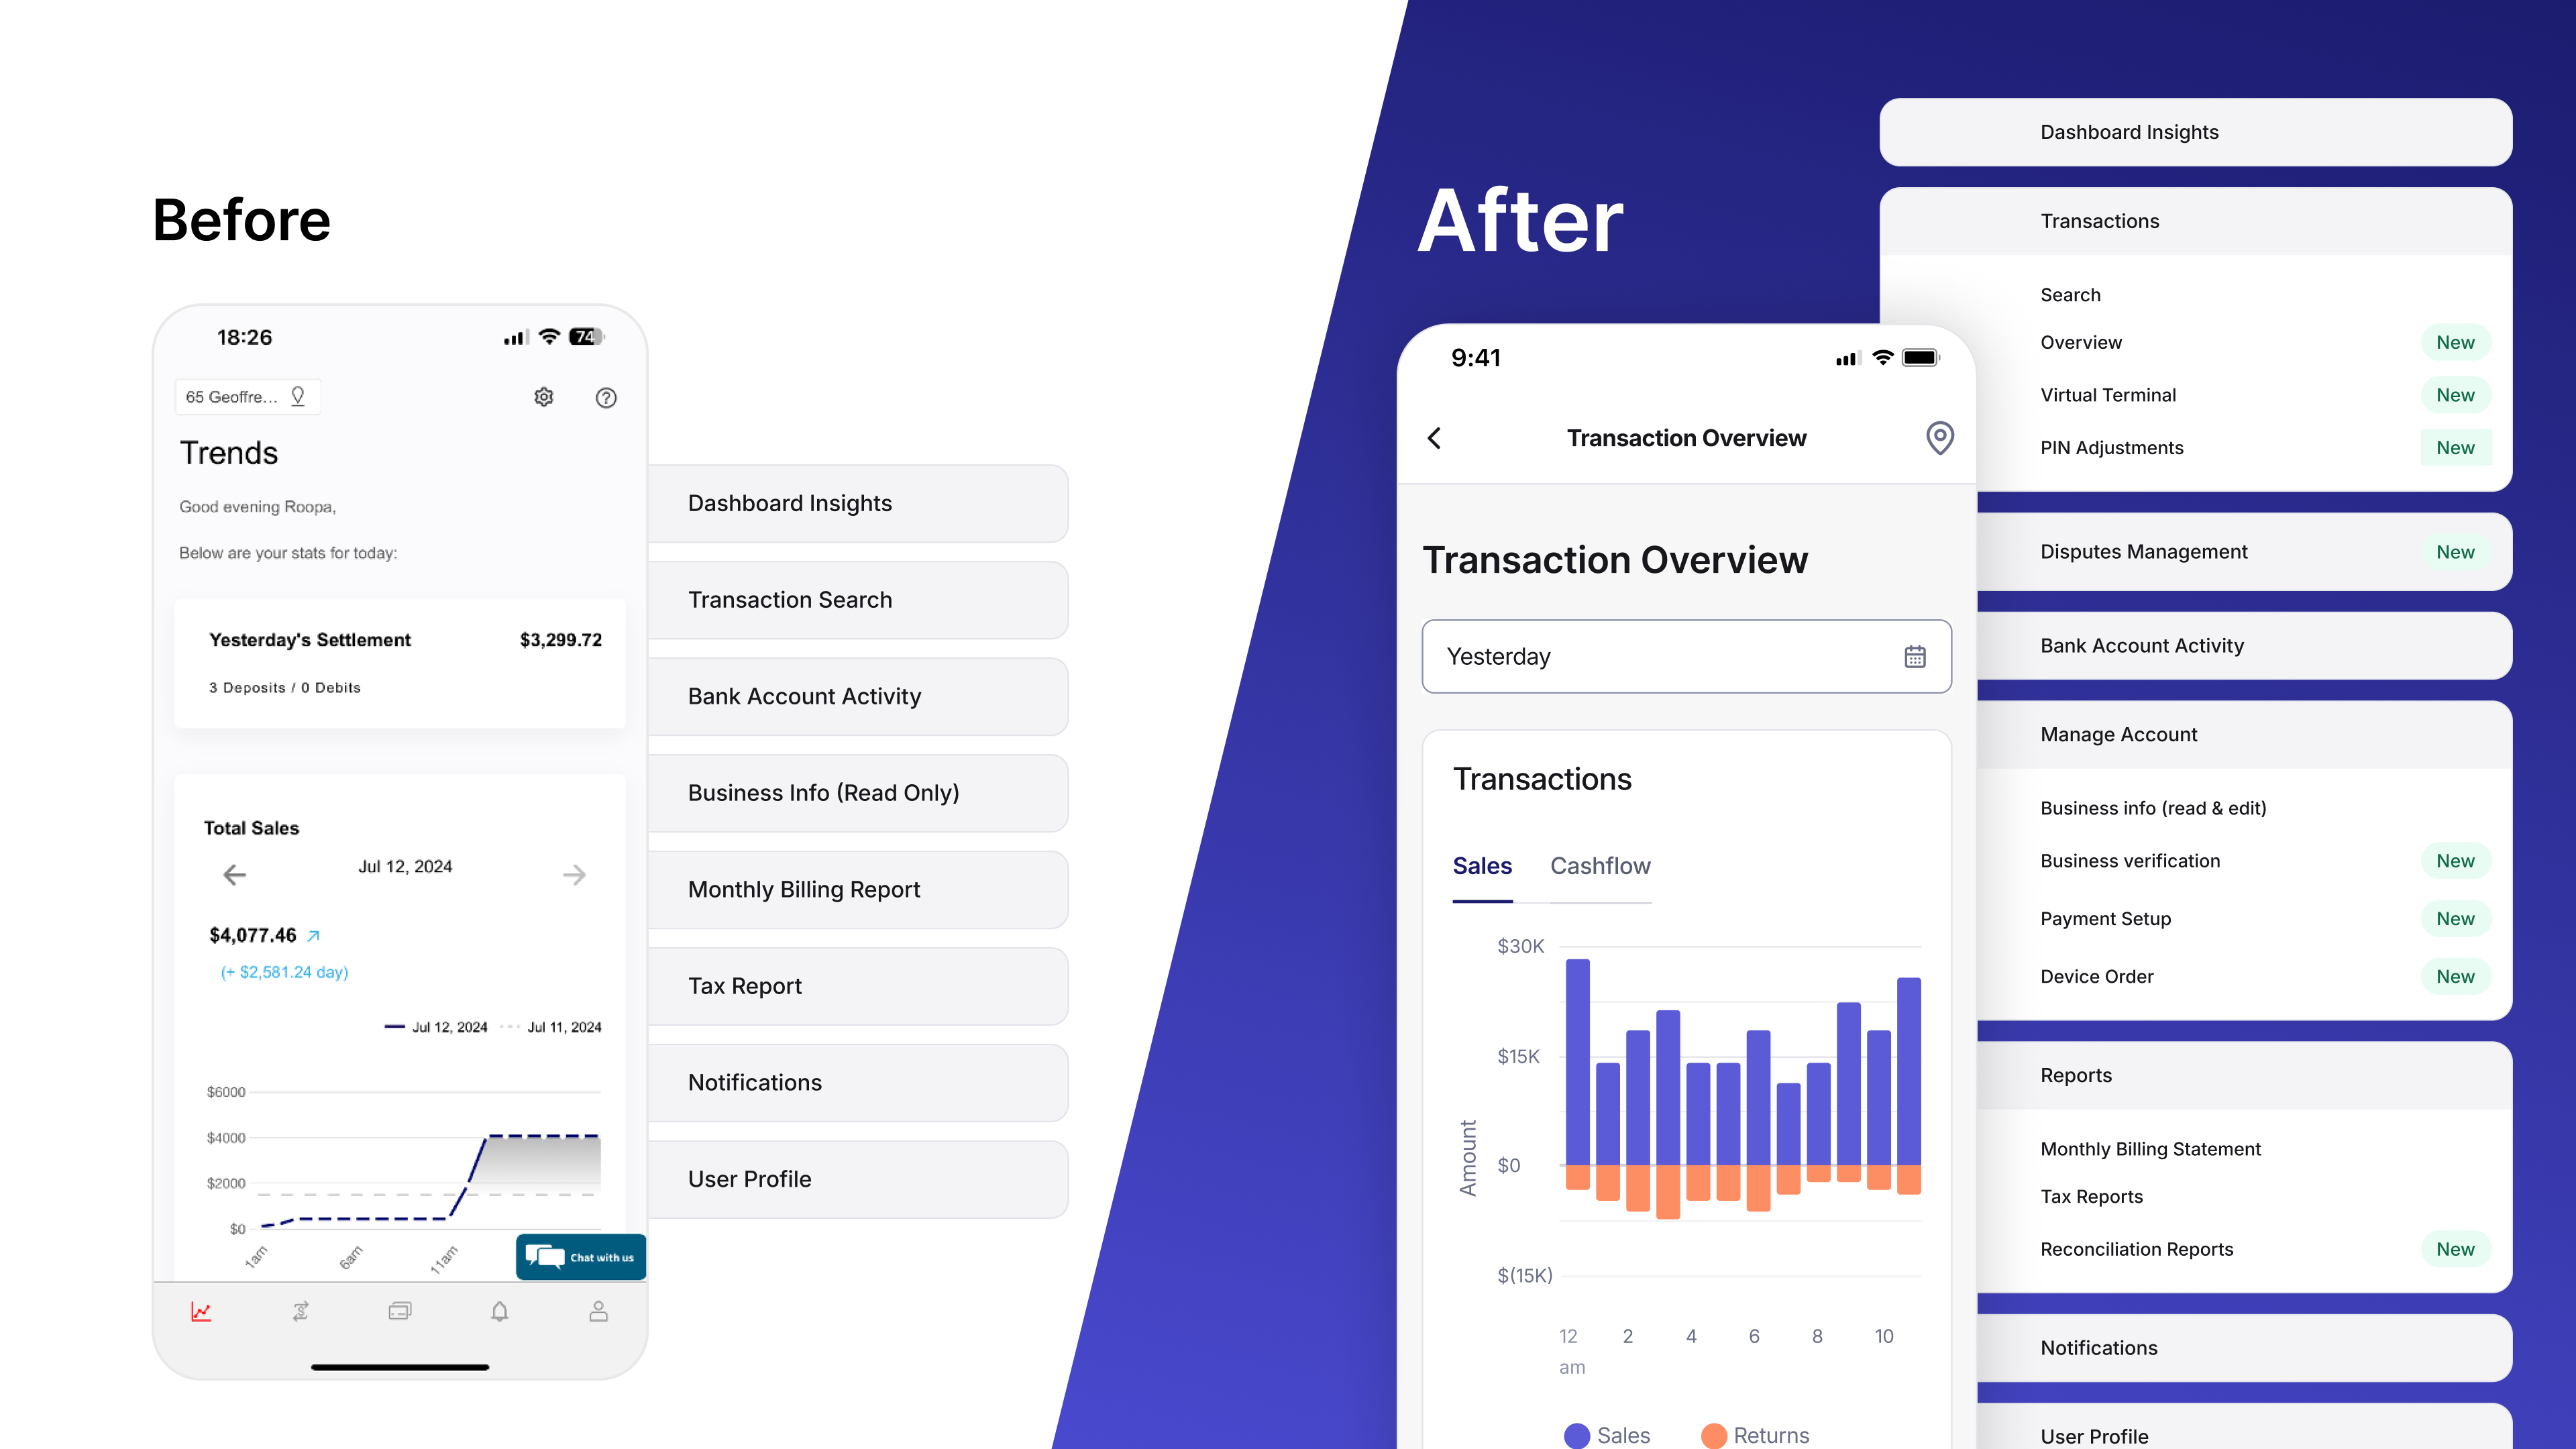 Before
18:26
74
65 Geoffre...
Trends
Good evening Roopa,
Below are your stats for today:
Yesterday's Settlement $3,299.72
3 Deposits / 0 Debits
Total Sales
Jul 12, 2024
$4,077.46
(+ $2,581.24 day)
Jul 12, 2024 Jul 11, 2024
$6000
$4000
$2000
$0
1am 6am 11am
Chat with us
Dashboard Insights
Transaction Search
Bank Account Activity
Business Info (Read Only)
Monthly Billing Report
Tax Report
Notifications
User Profile
After
9:41
Transaction Overview
Transaction Overview
Yesterday
Transactions
Sales Cashflow
Amount
$30K
$15K
$0
$(15K)
12 2 4 6 8 10
am
Sales Returns
Dashboard Insights
Transactions
Search
Overview New
Virtual Terminal New
PIN Adjustments New
Disputes Management New
Bank Account Activity
Manage Account
Business info (read & edit)
Business verification New
Payment Setup New
Device Order New
Reports
Monthly Billing Statement
Tax Reports
Reconciliation Reports New
Notifications
User Profile